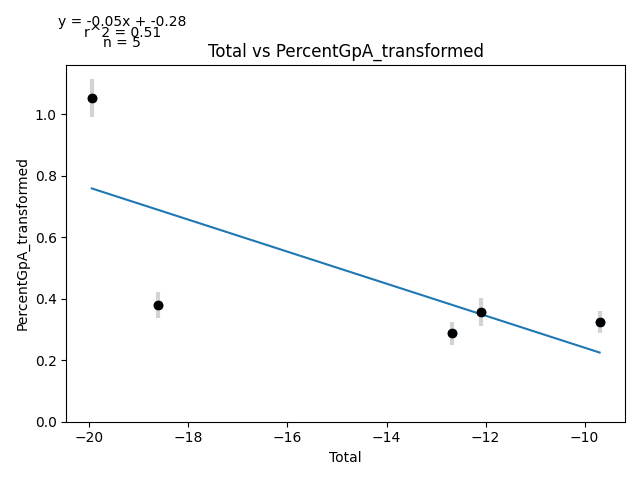 y = -0.05x + -0.28
r^2 = 0.51
n = 5
Total vs PercentGpA_transformed
PercentGpA_transformed
1.0
0.8
0.6
0.4
0.2
0.0
−20
−18
−16
−14
−12
−10
Total